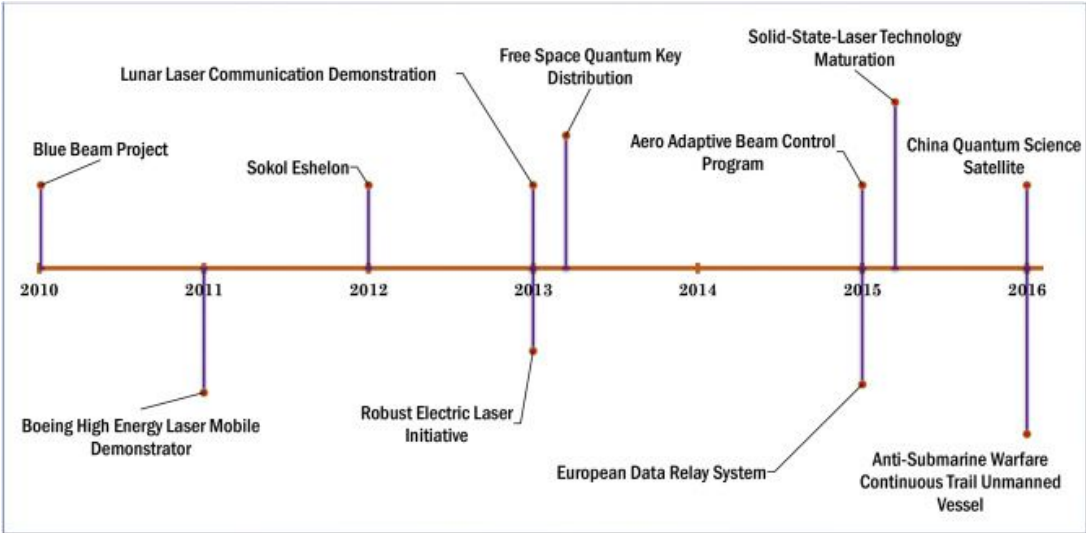 Solid-State-Laser Technology
Maturation
Free Space Quantum Key
Distribution
Lunar Laser Communication Demonstration
Blue Beam Project
Sokol Eshelon
Aero Adaptive Beam Control
Program
China Quantum Science
Satellite
2010
2011
2012
2013
2014
2015
2016
Boeing High Energy Laser Mobile
Demonstrator
Robust Electric Laser
Initiative
European Data Relay System
Anti-Submarine Warfare
Continuous Trail Unmanned
Vessel